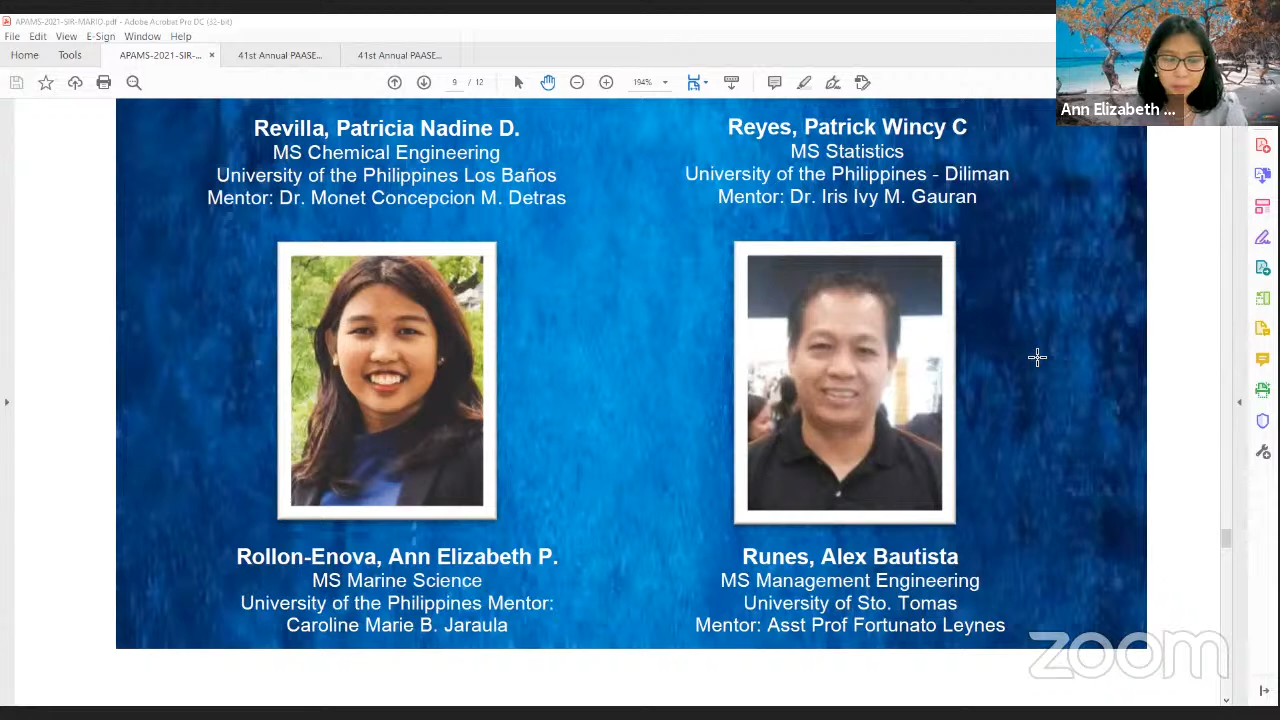 APAMS-2021-SIR-MARIO.pdf - Adobe Acrobat Pro DC (32-bit)
File Edit View E-Sign Window Help
Home Tools APAMS-2021-SIR-... × 41st Annual PAASE... 41st Annual PAASE...
9 / 12 194%
Ann Elizabeth ...
Revilla, Patricia Nadine D.
MS Chemical Engineering
University of the Philippines Los Baños
Mentor: Dr. Monet Concepcion M. Detras
Reyes, Patrick Wincy C
MS Statistics
University of the Philippines - Diliman
Mentor: Dr. Iris Ivy M. Gauran
Rollon-Enova, Ann Elizabeth P.
MS Marine Science
University of the Philippines Mentor:
Caroline Marie B. Jaraula
Runes, Alex Bautista
MS Management Engineering
University of Sto. Tomas
Mentor: Asst Prof Fortunato Leynes
zoom